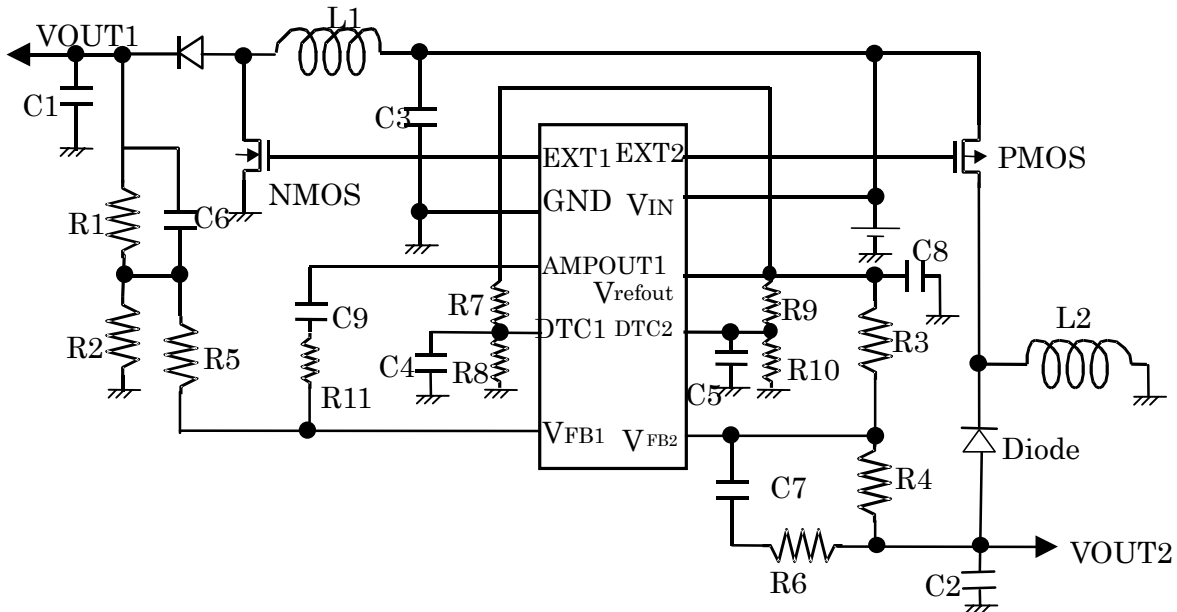 L1
VOUT1
C1
C3
EXT1
EXT2
PMOS
NMOS
GND
VIN
R1
C6
C8
AMPOUT1
Vrefout
R7
R9
C9
DTC1
DTC2
R3
L2
R2
R5
C4
R8
R10
R11
C5
VFB1
VFB2
Diode
R4
C7
VOUT2
R6
C2